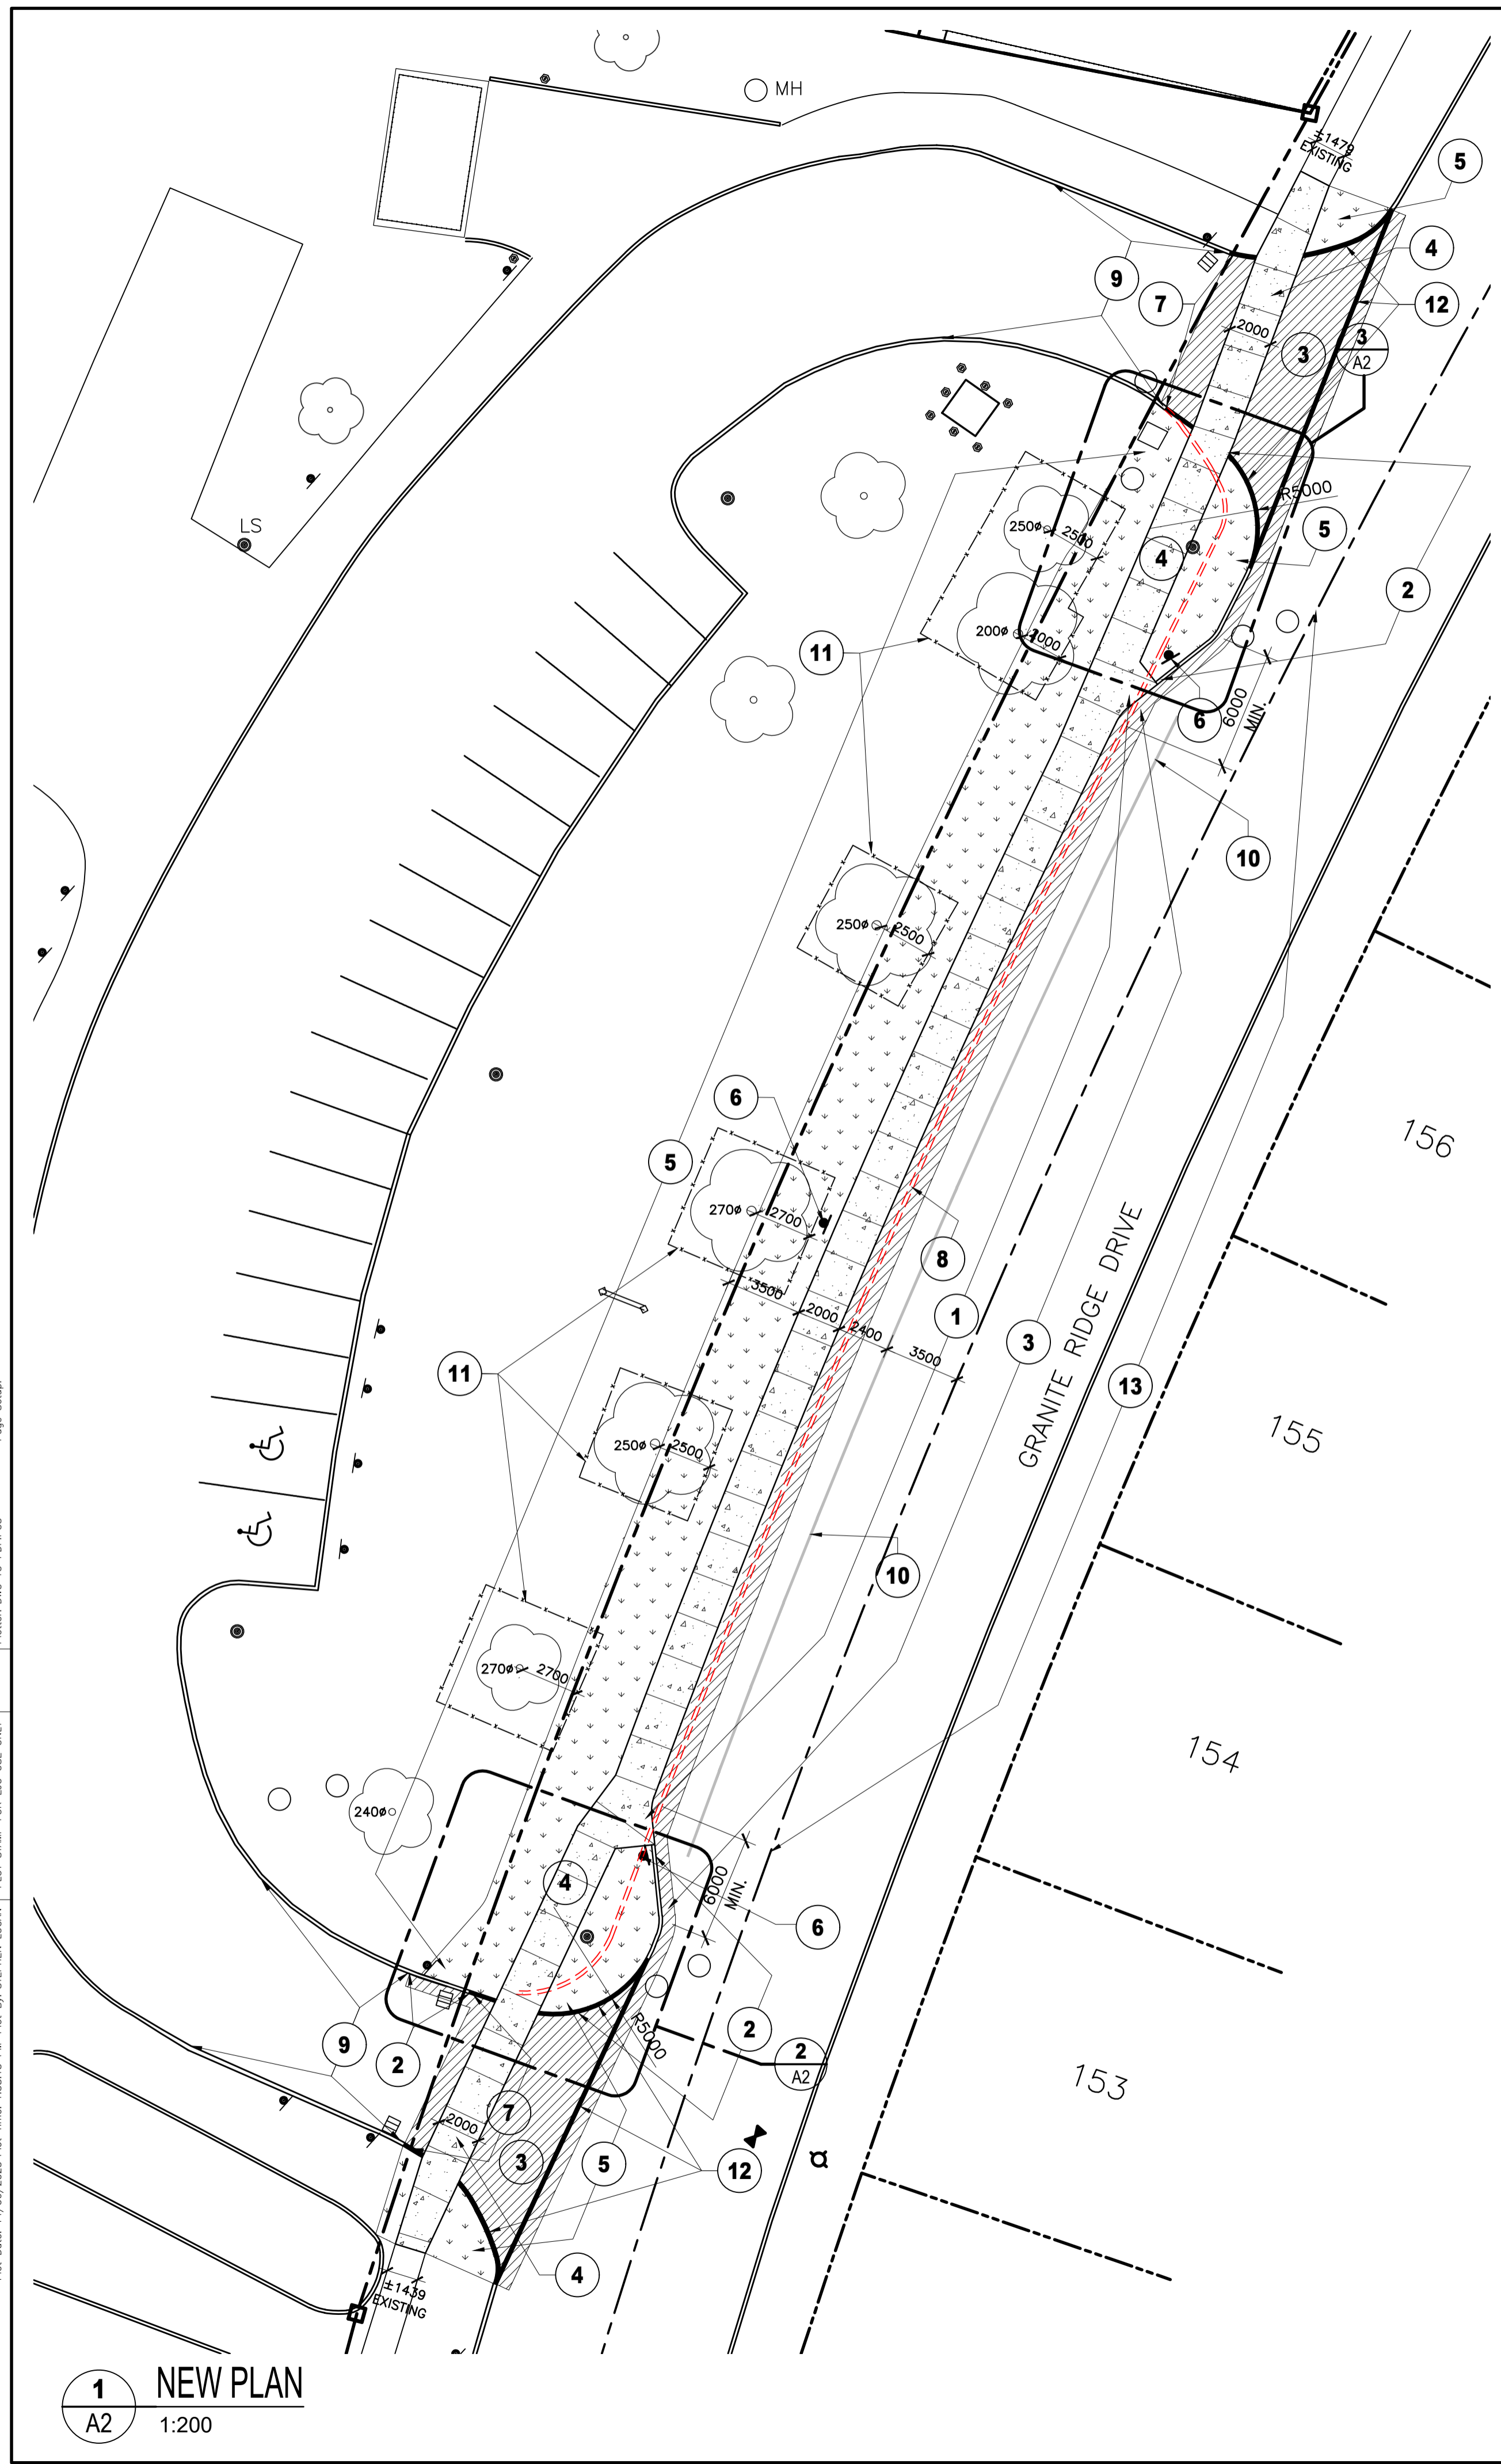 MH
±1479
EXISTING
5
4
9
7
12
2000
3
3
A2
R5000
250ø
2500
LS
4
5
2
200ø
2000
11
6
6000
MIN.
10
250ø
2500
6
156
5
270ø
2700
8
3500
2000
2400
3500
1
3
GRANITE RIDGE DRIVE
13
11
155
250ø
2500
10
270ø
2700
154
240ø
4
6000
MIN.
6
R5000
2
9
2
2
A2
153
7
2000
3
5
12
4
±1439
EXISTING
1
A2
NEW PLAN
1:200